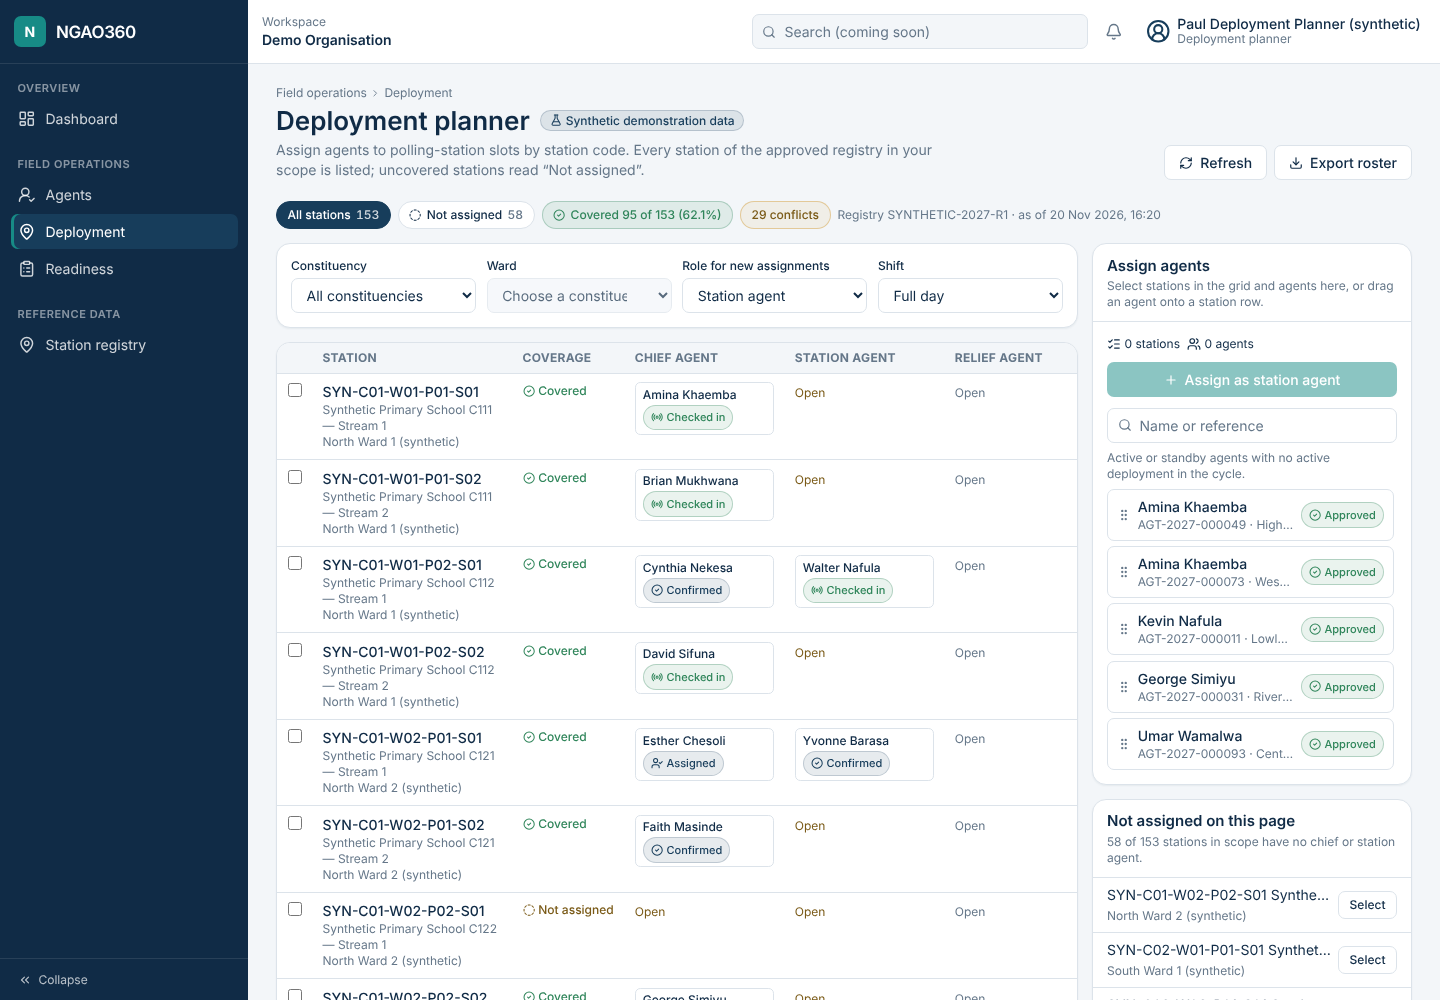 N NGAO360
Workspace
Demo Organisation
Search (coming soon)
Paul Deployment Planner (synthetic)
Deployment planner
OVERVIEW
Dashboard
FIELD OPERATIONS
Agents
Deployment
Readiness
REFERENCE DATA
Station registry
Collapse
Field operations › Deployment
Deployment planner
Synthetic demonstration data
Assign agents to polling-station slots by station code. Every station of the approved registry in your
scope is listed; uncovered stations read “Not assigned”.
Refresh
Export roster
All stations 153
Not assigned 58
Covered 95 of 153 (62.1%)
29 conflicts
Registry SYNTHETIC-2027-R1 · as of 20 Nov 2026, 16:20
Constituency
Ward
Role for new assignments
Shift
All constituencies
Choose a constitue
Station agent
Full day
STATION COVERAGE CHIEF AGENT STATION AGENT RELIEF AGENT
SYN-C01-W01-P01-S01
Synthetic Primary School C111
— Stream 1
North Ward 1 (synthetic)
Covered
Amina Khaemba
Checked in
Open
Open
SYN-C01-W01-P01-S02
Synthetic Primary School C111
— Stream 2
North Ward 1 (synthetic)
Covered
Brian Mukhwana
Checked in
Open
Open
SYN-C01-W01-P02-S01
Synthetic Primary School C112
— Stream 1
North Ward 1 (synthetic)
Covered
Cynthia Nekesa
Confirmed
Walter Nafula
Checked in
Open
SYN-C01-W01-P02-S02
Synthetic Primary School C112
— Stream 2
North Ward 1 (synthetic)
Covered
David Sifuna
Checked in
Open
Open
SYN-C01-W02-P01-S01
Synthetic Primary School C121
— Stream 1
North Ward 2 (synthetic)
Covered
Esther Chesoli
Assigned
Yvonne Barasa
Confirmed
Open
SYN-C01-W02-P01-S02
Synthetic Primary School C121
— Stream 2
North Ward 2 (synthetic)
Covered
Faith Masinde
Confirmed
Open
Open
SYN-C01-W02-P02-S01
Synthetic Primary School C122
— Stream 1
North Ward 2 (synthetic)
Not assigned
Open
Open
Open
SYN-C01-W02-P02-S02
Covered
George Simiyu
Open
Open
Assign agents
Select stations in the grid and agents here, or drag
an agent onto a station row.
0 stations 0 agents
Assign as station agent
Name or reference
Active or standby agents with no active
deployment in the cycle.
Amina Khaemba
AGT-2027-000049 · High...
Approved
Amina Khaemba
AGT-2027-000073 · Wes...
Approved
Kevin Nafula
AGT-2027-000011 · Lowl...
Approved
George Simiyu
AGT-2027-000031 · River...
Approved
Umar Wamalwa
AGT-2027-000093 · Cent...
Approved
Not assigned on this page
58 of 153 stations in scope have no chief or station
agent.
SYN-C01-W02-P02-S01 Synthe...
North Ward 2 (synthetic)
Select
SYN-C02-W01-P01-S01 Synthet...
South Ward 1 (synthetic)
Select